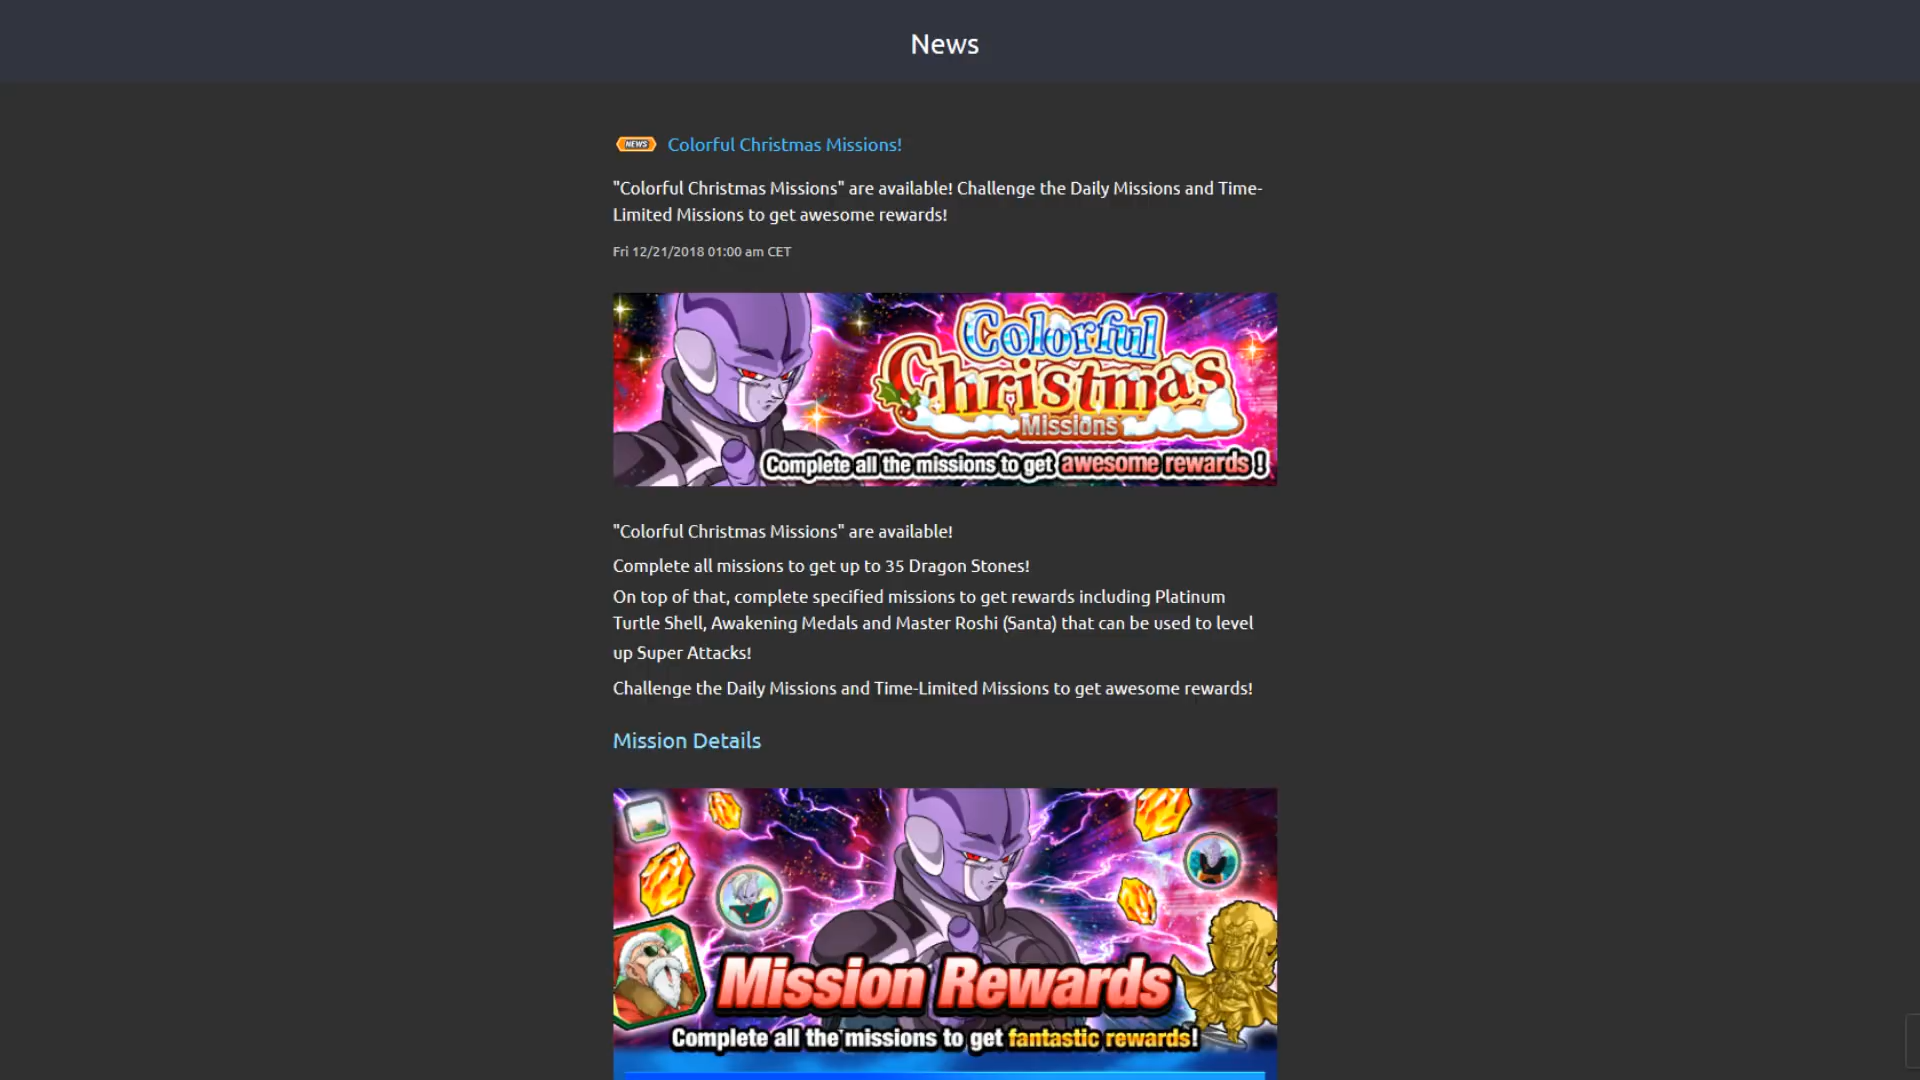 News
NEWS Colorful Christmas Missions!
"Colorful Christmas Missions" are available! Challenge the Daily Missions and Time-
Limited Missions to get awesome rewards!
Fri 12/21/2018 01:00 am CET
Colorful
Christmas
Missions
Complete all the missions to get awesome rewards !
"Colorful Christmas Missions" are available!
Complete all missions to get up to 35 Dragon Stones!
On top of that, complete specified missions to get rewards including Platinum
Turtle Shell, Awakening Medals and Master Roshi (Santa) that can be used to level
up Super Attacks!
Challenge the Daily Missions and Time-Limited Missions to get awesome rewards!
Mission Details
Mission Rewards
Complete all the missions to get fantastic rewards!